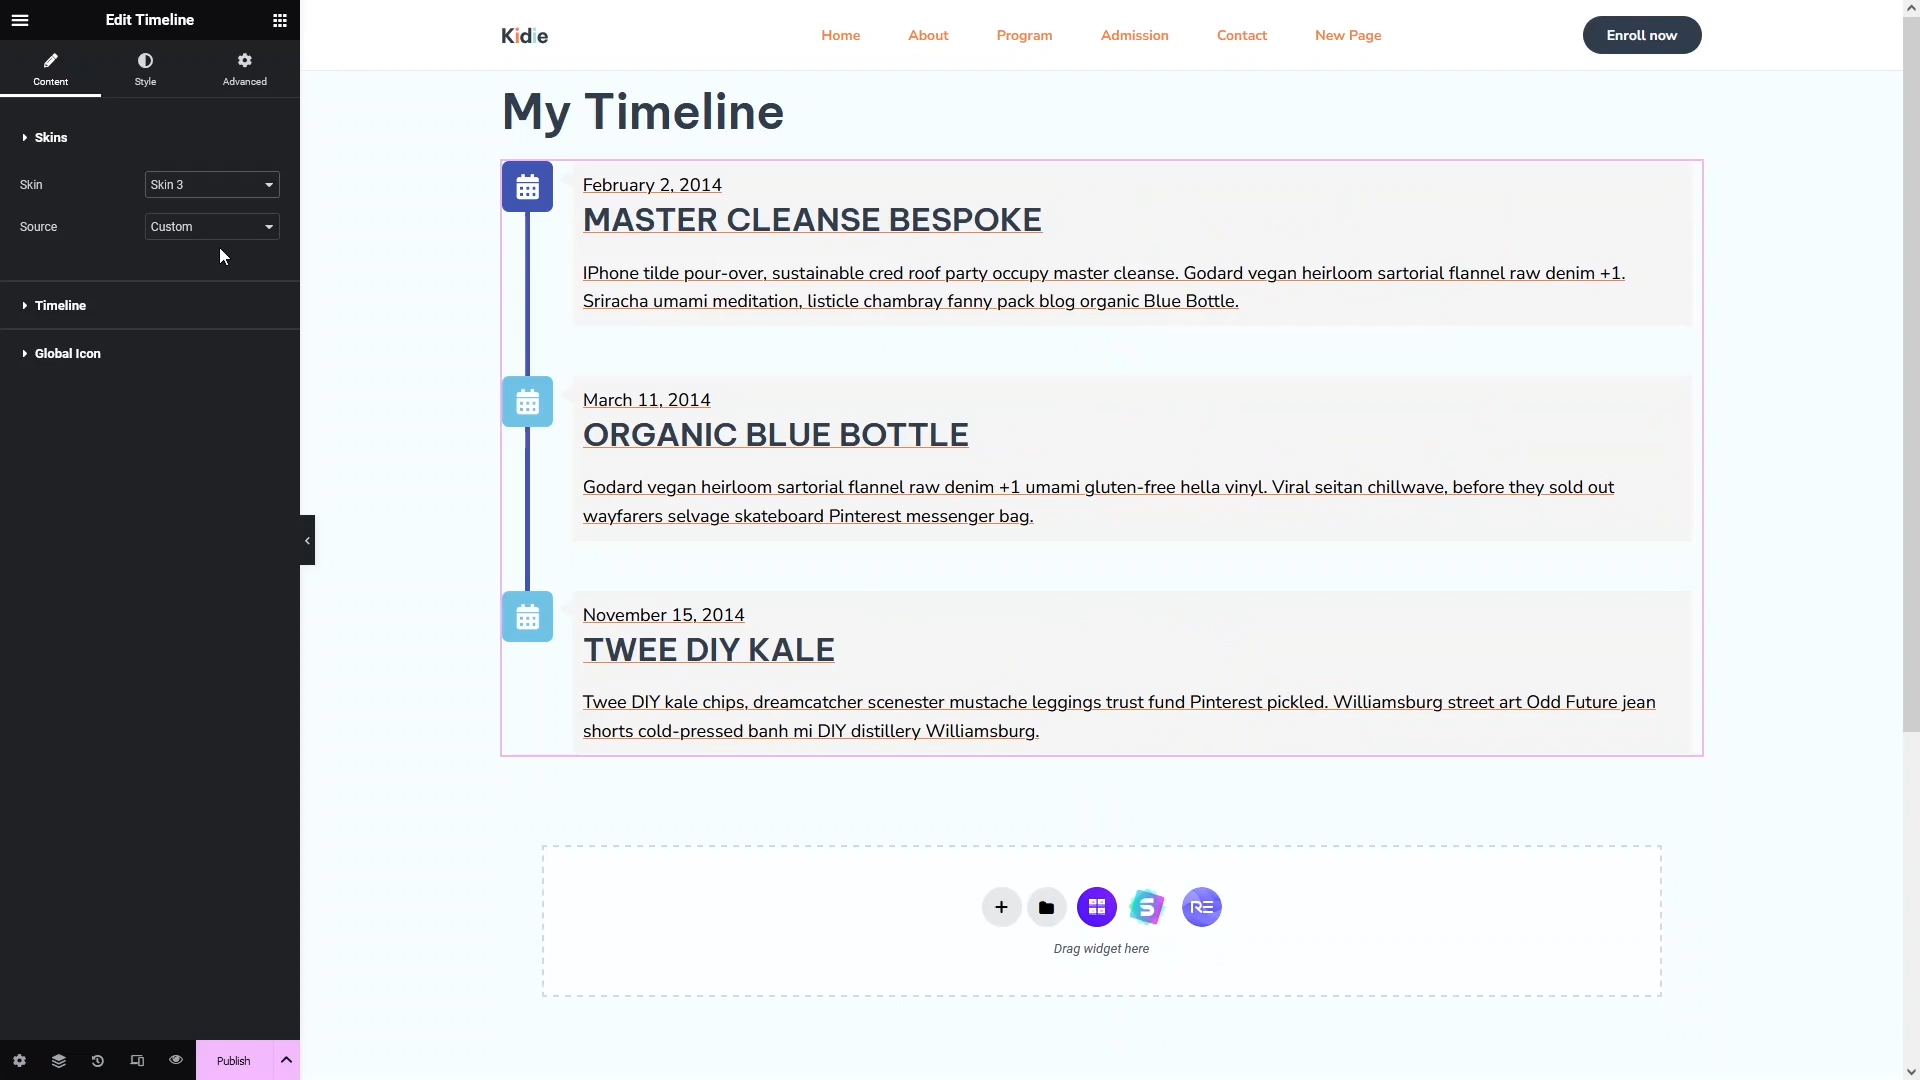 Edit Timeline
Content
Style
Advanced
Skins
Skin
Skin 3
Source
Custom
Timeline
Global Icon
Publish
Kidie
Home
About
Program
Admission
Contact
New Page
Enroll now
My Timeline
February 2, 2014
MASTER CLEANSE BESPOKE
IPhone tilde pour-over, sustainable cred roof party occupy master cleanse. Godard vegan heirloom sartorial flannel raw denim +1.
Sriracha umami meditation, listicle chambray fanny pack blog organic Blue Bottle.
March 11, 2014
ORGANIC BLUE BOTTLE
Godard vegan heirloom sartorial flannel raw denim +1 umami gluten-free hella vinyl. Viral seitan chillwave, before they sold out
wayfarers selvage skateboard Pinterest messenger bag.
November 15, 2014
TWEE DIY KALE
Twee DIY kale chips, dreamcatcher scenester mustache leggings trust fund Pinterest pickled. Williamsburg street art Odd Future jean
shorts cold-pressed banh mi DIY distillery Williamsburg.
S
RE
Drag widget here